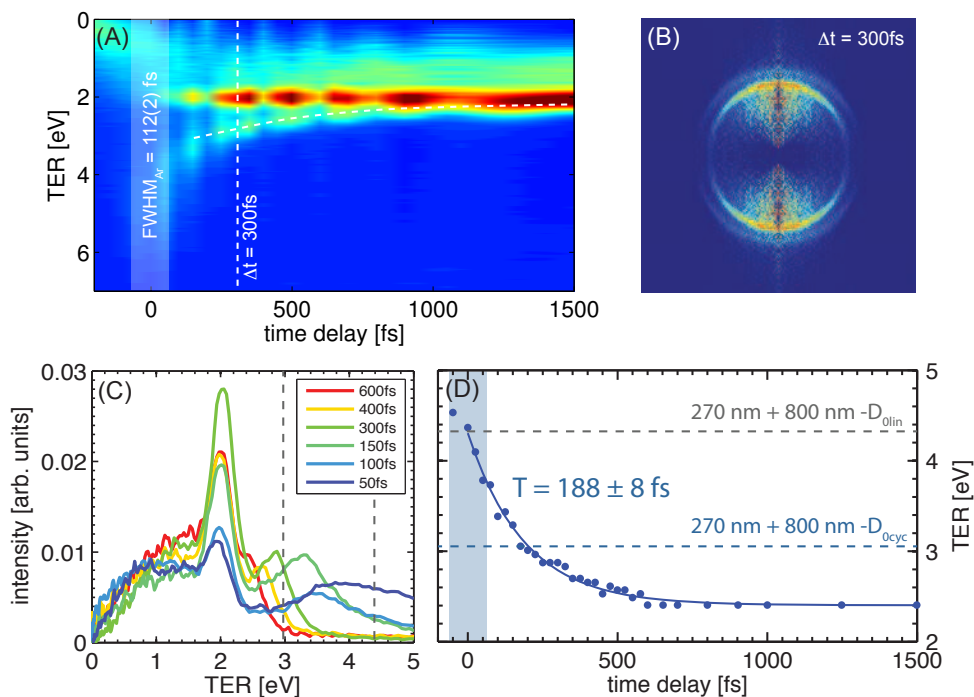 (A)
0
2
4
6
TER [eV]
FWHM_Ar = 112(2) fs
Δt = 300fs
0
500
1000
1500
time delay [fs]
(B)
Δt = 300fs
(C)
0.03
0.02
0.01
0
intensity [arb. units]
600fs
400fs
300fs
150fs
100fs
50fs
0
1
2
3
4
5
TER [eV]
(D)
270 nm + 800 nm -D_0lin
T = 188 ± 8 fs
270 nm + 800 nm -D_0cyc
5
4
3
2
TER [eV]
0
500
1000
1500
time delay [fs]